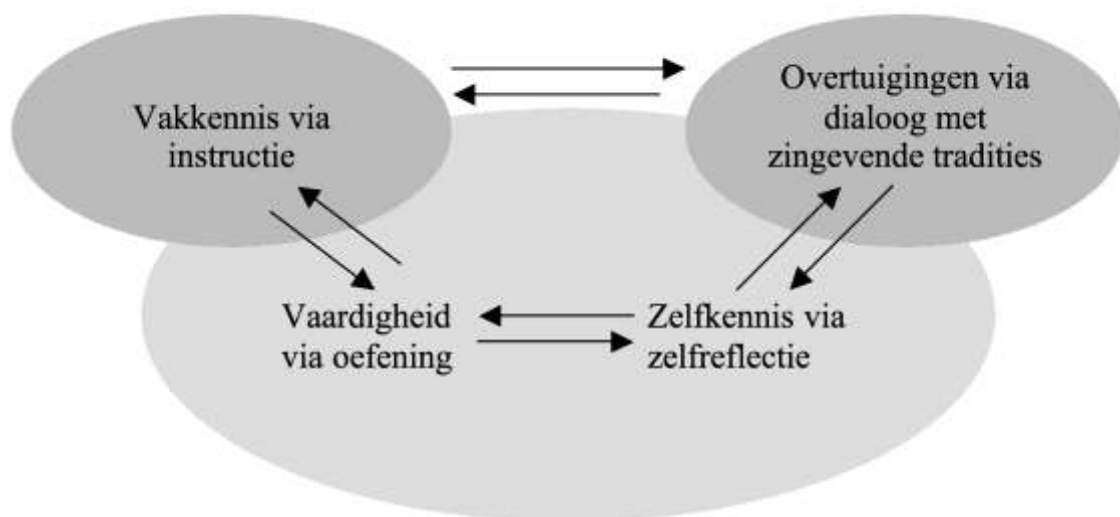 Vakkennis via
instructie
Overtuigingen via
dialoog met
zingevende tradities
Vaardigheid
via oefening
Zelfkennis via
zelfreflectie